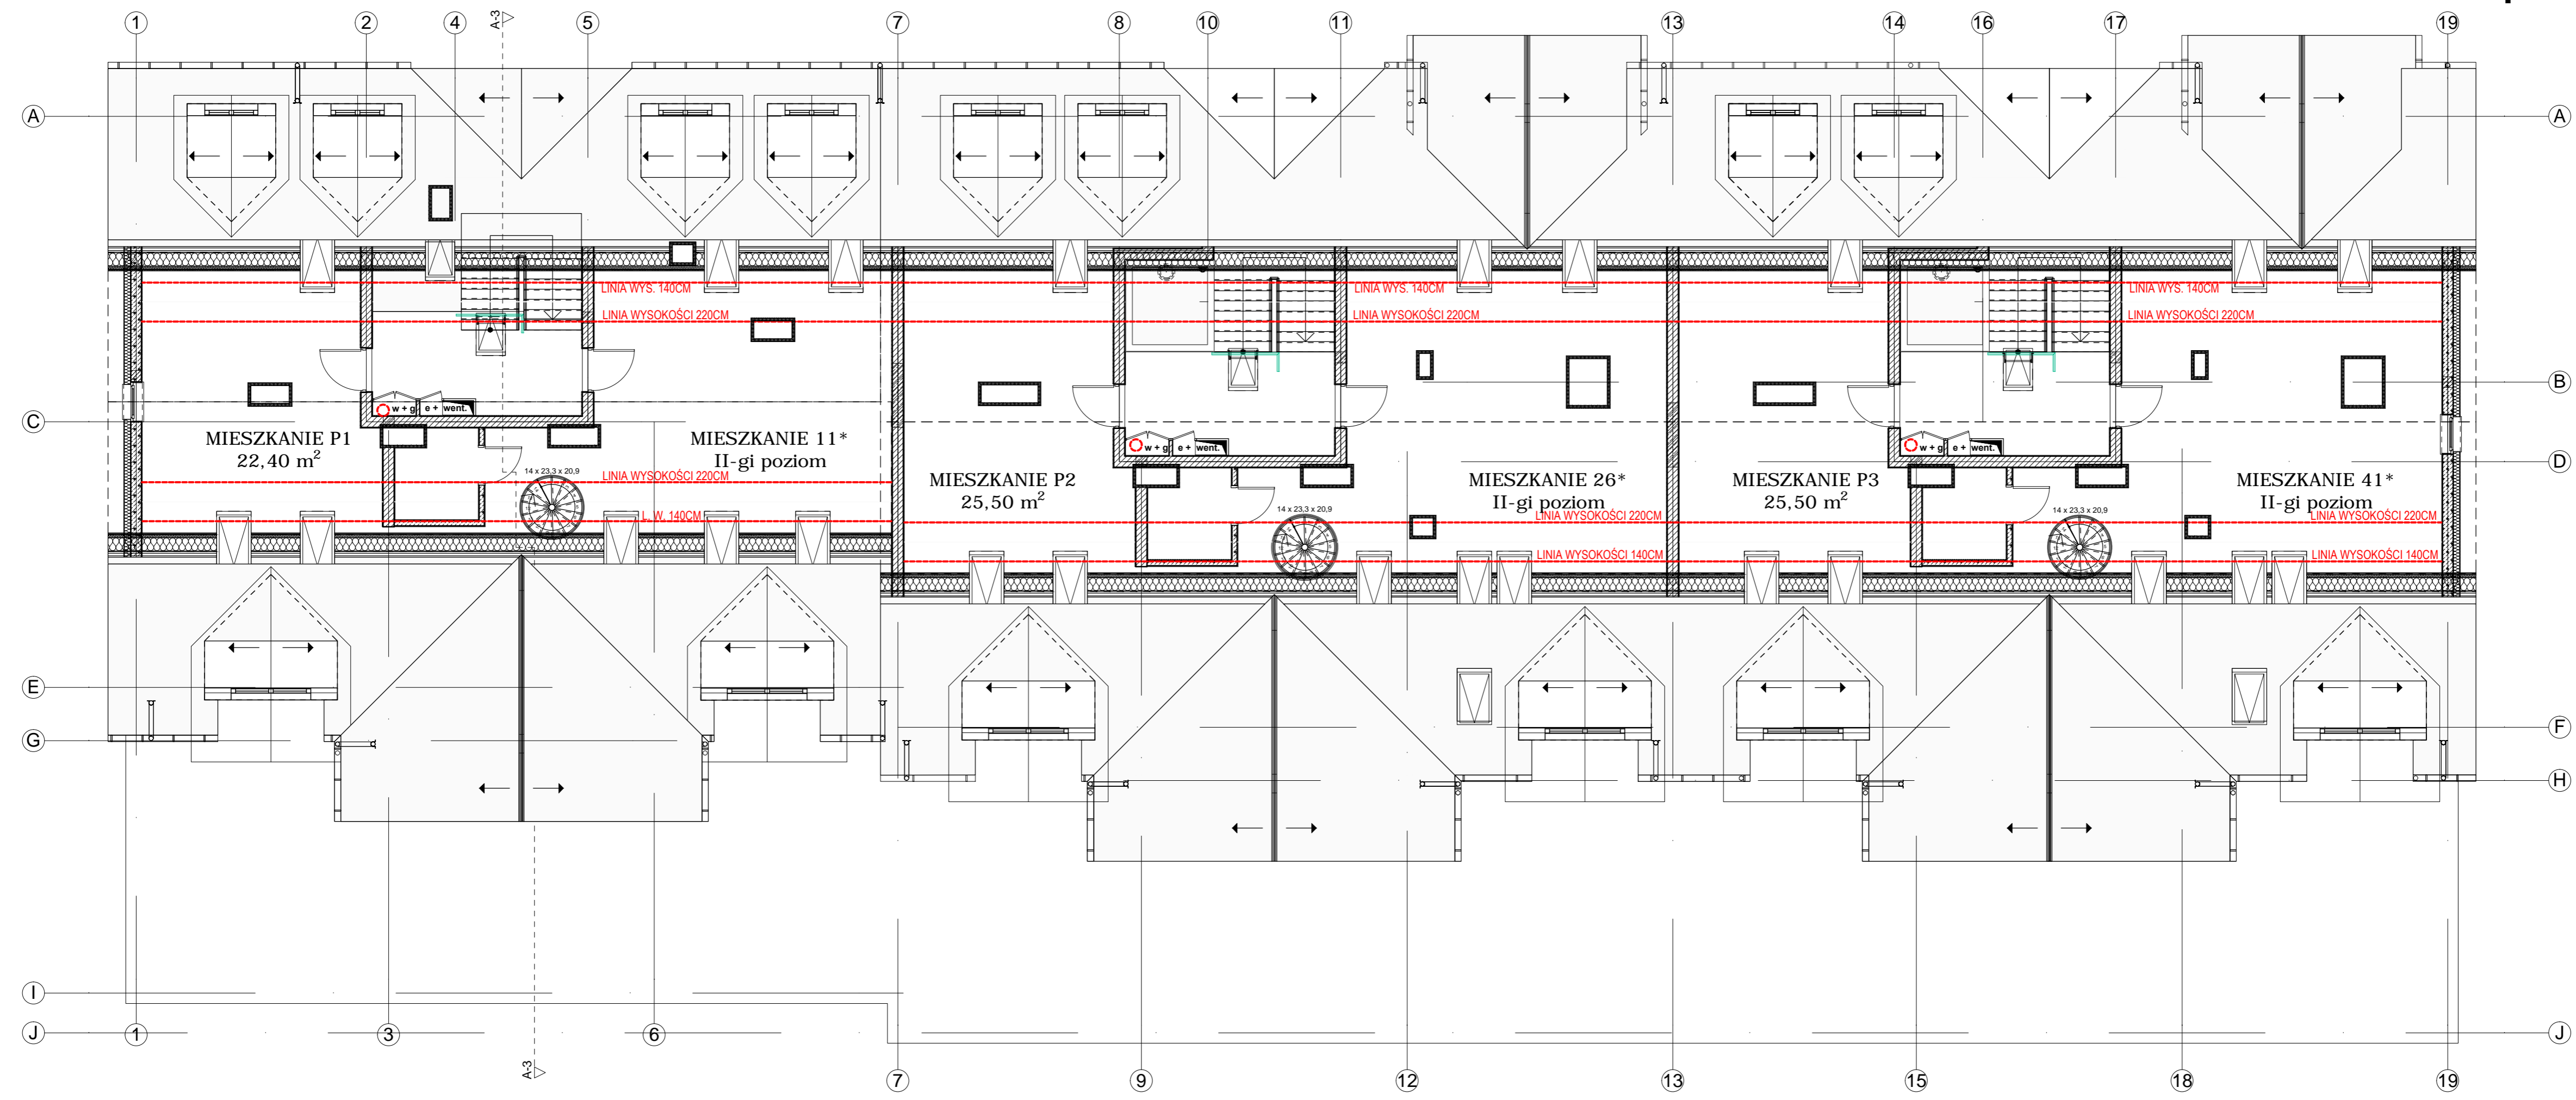 1 2 4 A-3 5 7 8 10 11 13 14 16 17 19
A A
LINIA WYS. 140CM LINIA WYS. 140CM LINIA WYS. 140CM
LINIA WYSOKOŚCI 220CM LINIA WYSOKOŚCI 220CM LINIA WYSOKOŚCI 220CM
B
w + g e + went.
C
MIESZKANIE P1
22,40 m²
MIESZKANIE 11*
II-gi poziom
w + g e + went.
w + g e + went.
D
14 x 23,3 x 20,9
LINIA WYSOKOŚCI 220CM
L. W. 140CM
MIESZKANIE P2
25,50 m²
MIESZKANIE 26*
II-gi poziom
MIESZKANIE P3
25,50 m²
MIESZKANIE 41*
II-gi poziom
14 x 23,3 x 20,9
14 x 23,3 x 20,9
LINIA WYSOKOŚCI 220CM LINIA WYSOKOŚCI 220CM
LINIA WYSOKOŚCI 140CM LINIA WYSOKOŚCI 140CM
E
F
G
H
I
J J
1 3 6
A-3
7 9 12 13 15 18 19